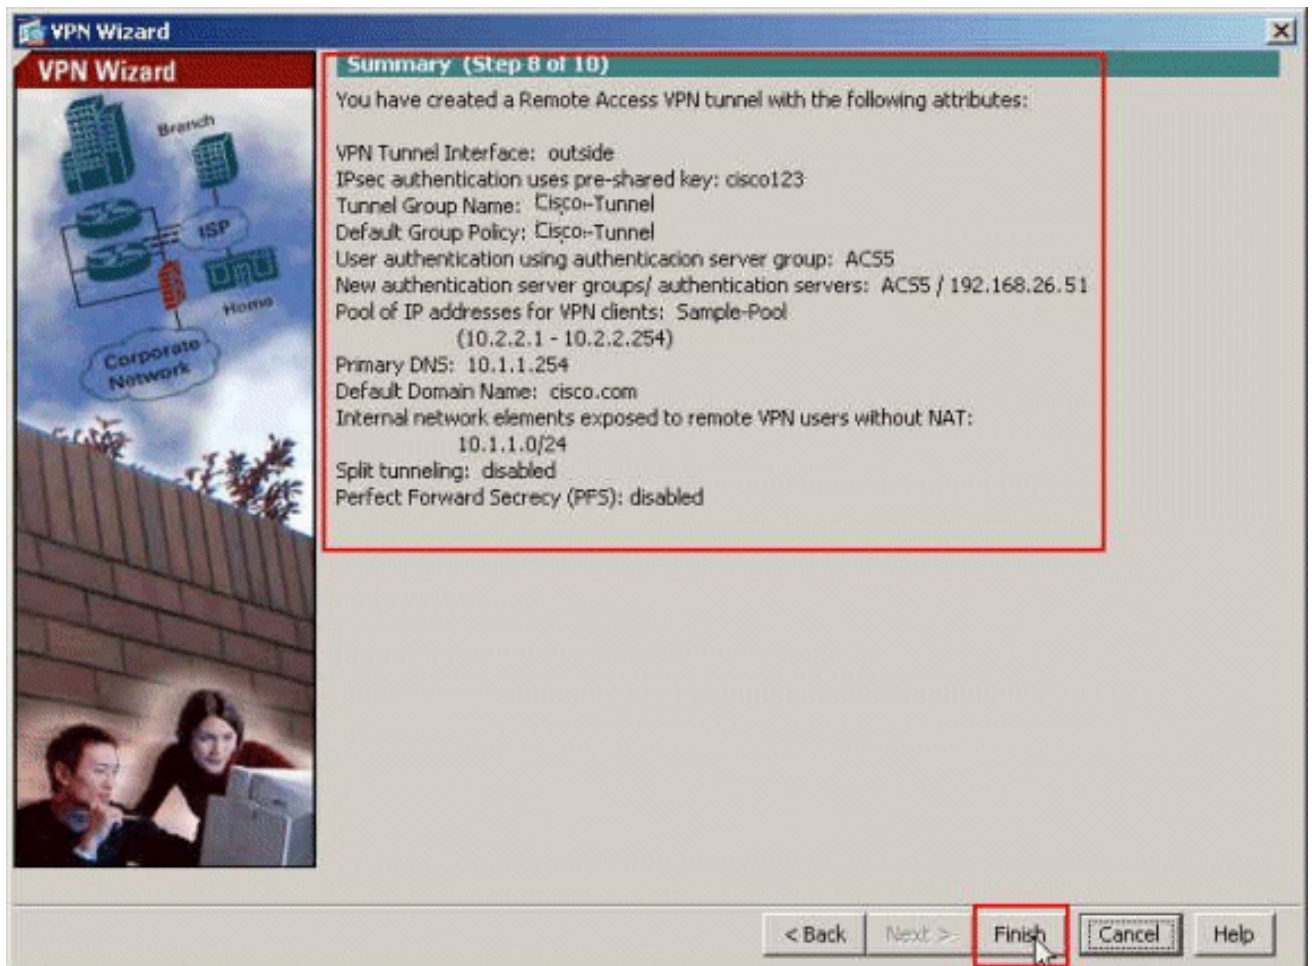 VPN Wizard
VPN Wizard
Branch
ISP
Home
Corporate
Network
Summary (Step 8 of 10)
You have created a Remote Access VPN tunnel with the following attributes:
VPN Tunnel Interface: outside
IPsec authentication uses pre-shared key: cisco123
Tunnel Group Name: Cisco-Tunnel
Default Group Policy: Cisco-Tunnel
User authentication using authentication server group: ACS5
New authentication server groups/ authentication servers: ACS5 / 192.168.26.51
Pool of IP addresses for VPN clients: Sample-Pool
(10.2.2.1 - 10.2.2.254)
Primary DNS: 10.1.1.254
Default Domain Name: cisco.com
Internal network elements exposed to remote VPN users without NAT:
10.1.1.0/24
Split tunneling: disabled
Perfect Forward Secrecy (PFS): disabled
< Back
Next >
Finish
Cancel
Help